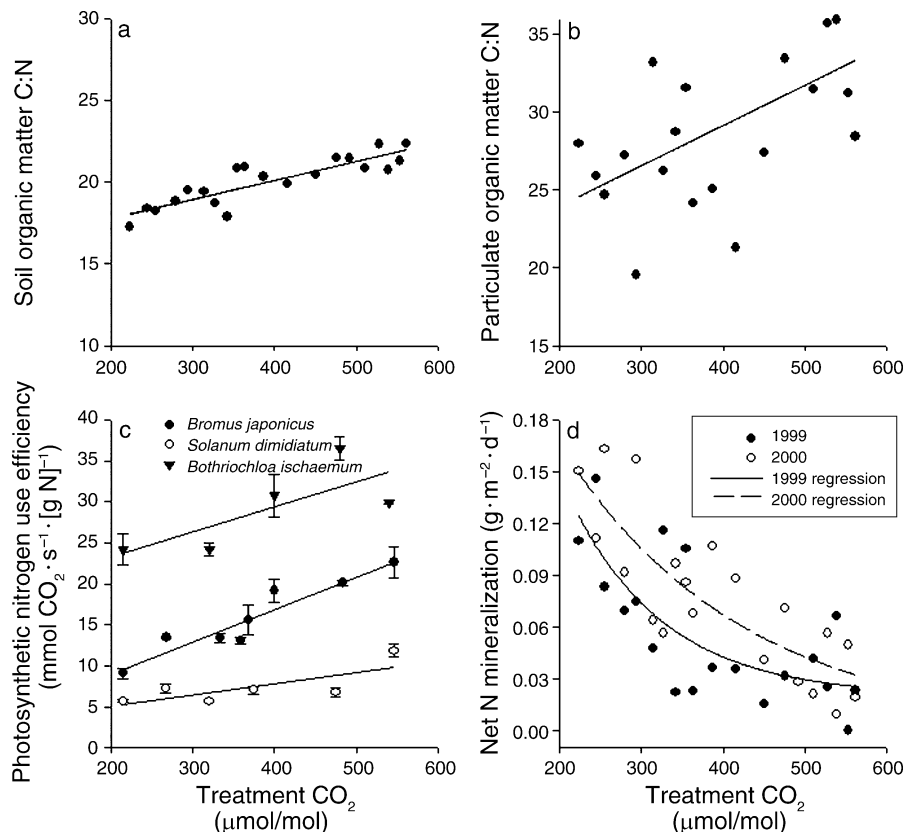 a
Soil organic matter C:N
30
25
20
15
10
200 300 400 500 600
b
Particulate organic matter C:N
35
30
25
20
15
200 300 400 500 600
c
Photosynthetic nitrogen use efficiency
(mmol CO₂ · s⁻¹ · [g N]⁻¹)
40
35
30
25
20
15
10
5
0
Bromus japonicus
Solanum dimidiatum
Bothriochloa ischaemum
200 300 400 500 600
Treatment CO₂
(μmol/mol)
d
Net N mineralization (g · m⁻² · d⁻¹)
0.18
0.15
0.12
0.09
0.06
0.03
0.00
1999
2000
1999 regression
2000 regression
200 300 400 500 600
Treatment CO₂
(μmol/mol)